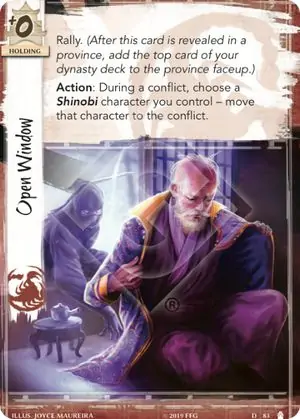 +0
HOLDING
Rally. (After this card is revealed in a
province, add the top card of your
dynasty deck to the province faceup.)
Action: During a conflict, choose a
Shinobi character you control – move
that character to the conflict.
Open Window
®
ILLUS. JOYCE MAUREIRA
© 2019 FFG
D 83